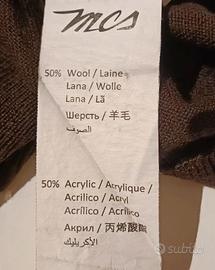 mcs
50% Wool / Laine
Lana / Wolle
Lana / Lã
Шерсть / 羊毛
الصوف
50% Acrylic / Acrylique /
Acrilico / Acryl
Acrílico / Acrílico /
Акрил / 丙烯酸酯
الأكريليك
subito